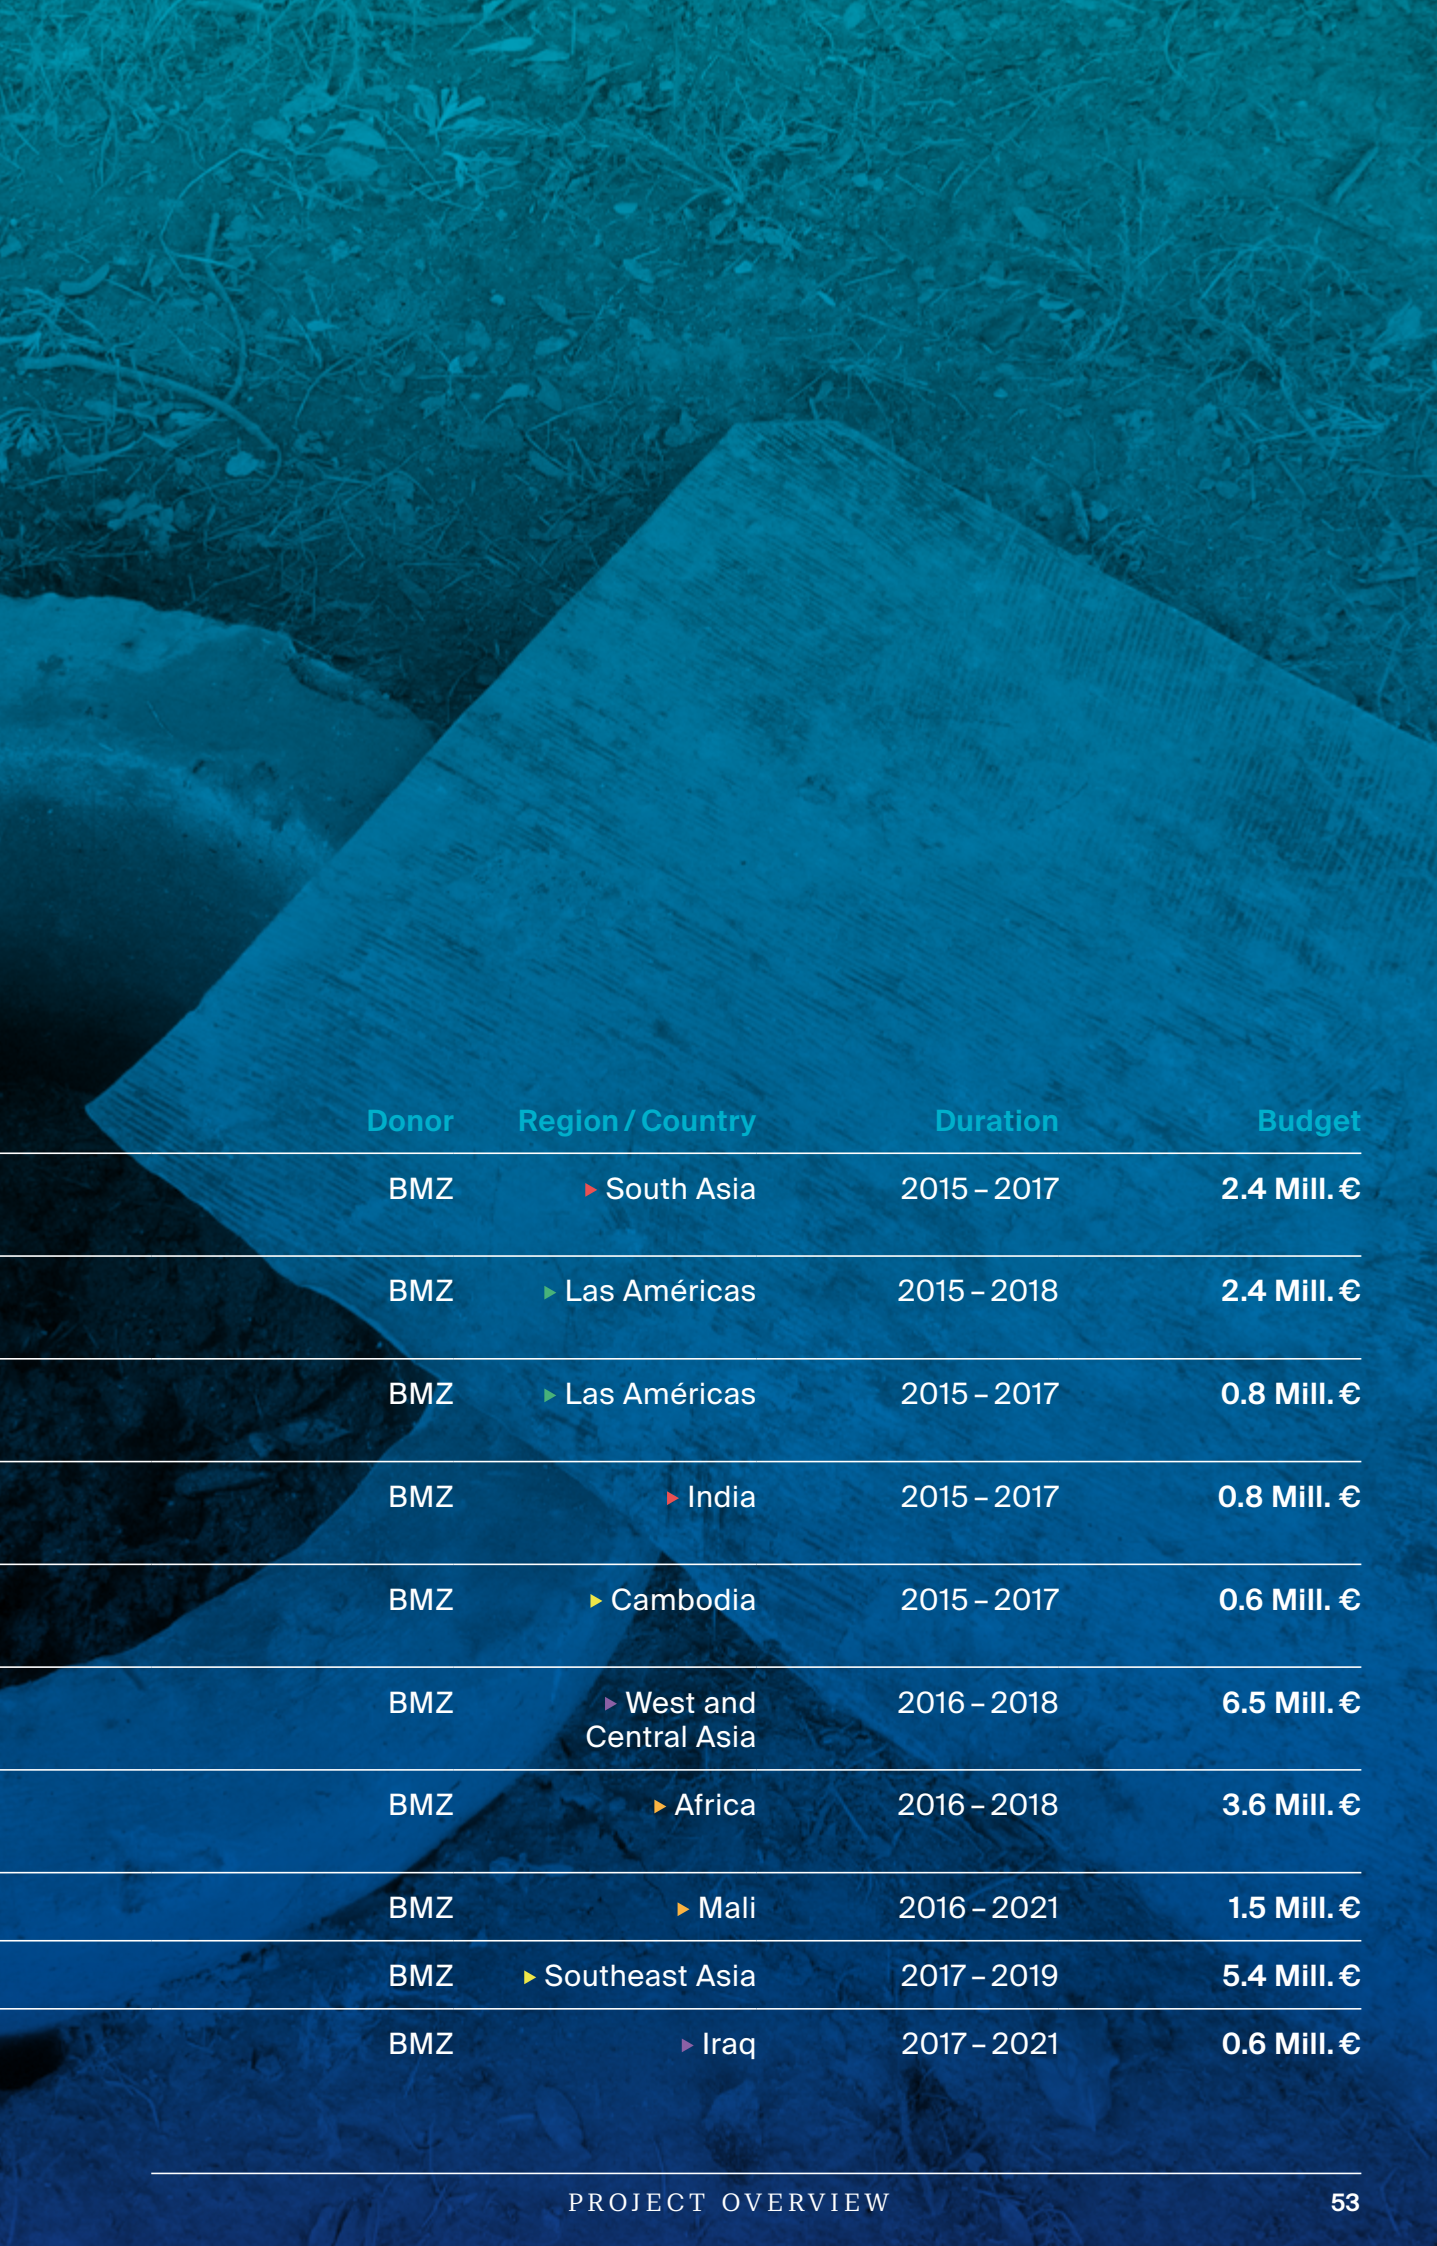 Donor Region / Country Duration Budget
BMZ ▸ South Asia 2015 – 2017 2.4 Mill. €
BMZ ▸ Las Américas 2015 – 2018 2.4 Mill. €
BMZ ▸ Las Américas 2015 – 2017 0.8 Mill. €
BMZ ▸ India 2015 – 2017 0.8 Mill. €
BMZ ▸ Cambodia 2015 – 2017 0.6 Mill. €
BMZ ▸ West and 2016 – 2018 6.5 Mill. €
Central Asia
BMZ ▸ Africa 2016 – 2018 3.6 Mill. €
BMZ ▸ Mali 2016 – 2021 1.5 Mill. €
BMZ ▸ Southeast Asia 2017 – 2019 5.4 Mill. €
BMZ ▸ Iraq 2017 – 2021 0.6 Mill. €
PROJECT OVERVIEW 53